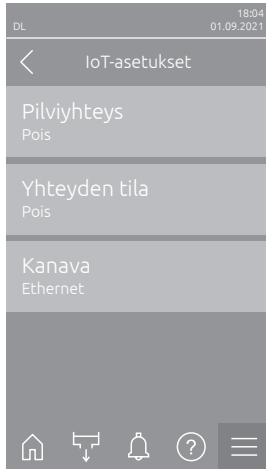 18:04
DL 01.09.2021
IoT-asetukset
Pilviyhteys
Pois
Yhteyden tila
Pois
Kanava
Ethernet
?